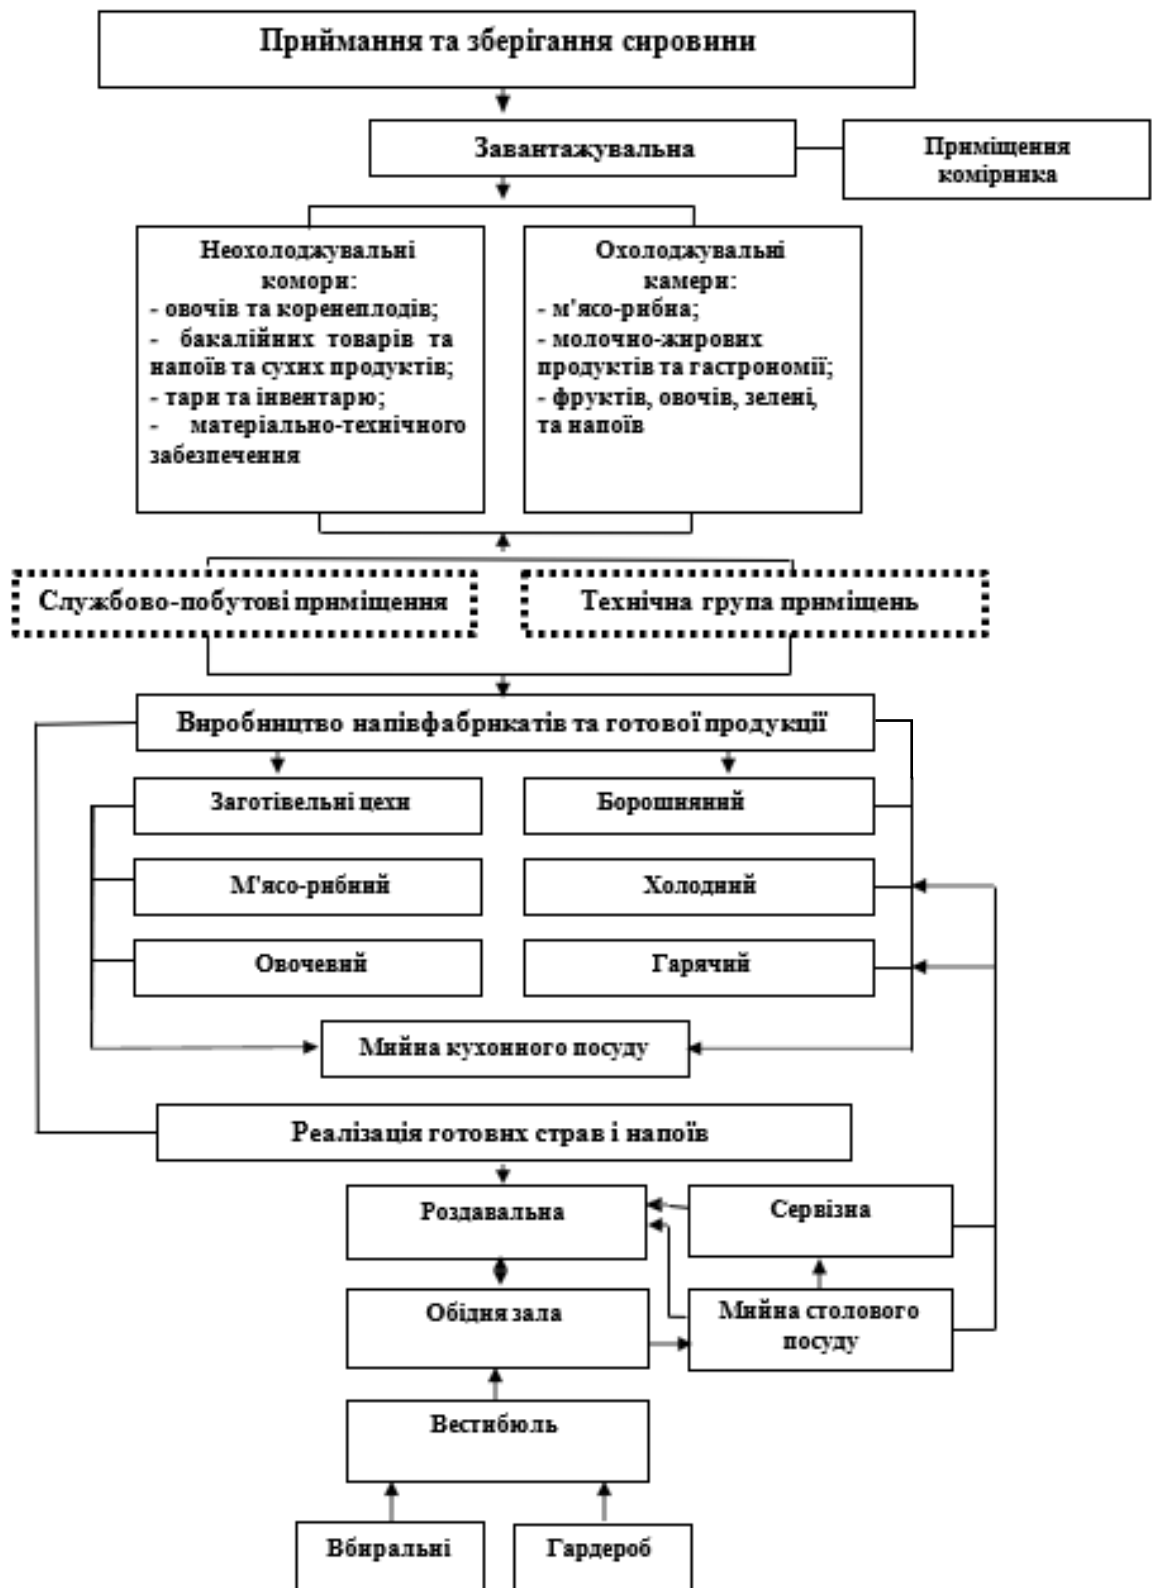 Приймання та зберігання сировини
Завантажувальна
Приміщення
комірника
Неохолоджувальні
комори:
- овочів та коренеплодів;
- бакалійних товарів та
напоїв та сухих продуктів;
- тари та інвентарю;
- матеріально-технічного
забезпечення
Охолоджувальні
камери:
- м'ясо-рибна;
- молочно-жирових
продуктів та гастрономії;
- фруктів, овочів, зелені,
та напоїв
Службово-побутові приміщення
Технічна група приміщень
Виробництво напівфабрикатів та готової продукції
Заготівельні цехи
Борошняний
М'ясо-рибний
Холодний
Овочевий
Гарячий
Мийна кухонного посуду
Реалізація готових страв і напоїв
Роздавальна
Сервізна
Обідня зала
Мийна столового
посуду
Вестибюль
Вбиральні
Гардероб